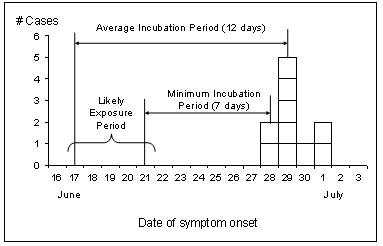 # Cases
Average Incubation Period (12 days)
6
5
4
3
2
1
0
Likely
Exposure
Period
Minimum Incubation
Period (7 days)
16 17 18 19 20 21 22 23 24 25 26 27 28 29 30 1 2 3
June July
Date of symptom onset